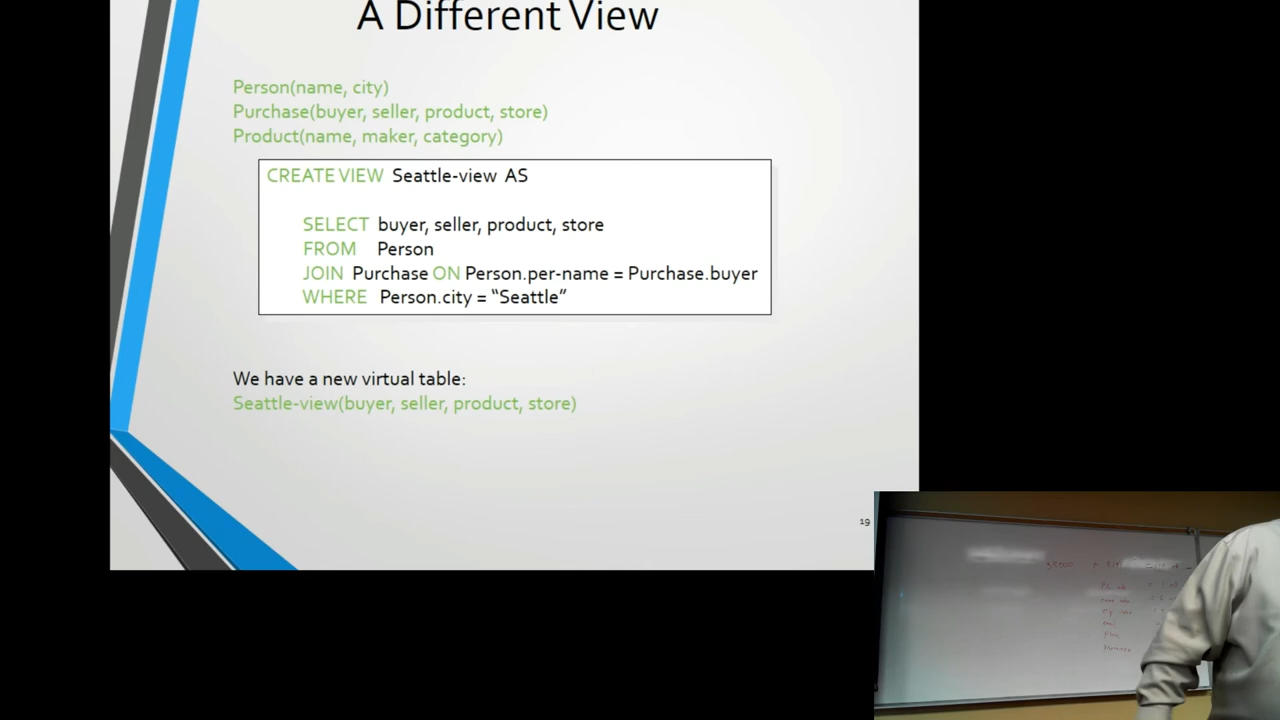 A Different View
Person(name, city)
Purchase(buyer, seller, product, store)
Product(name, maker, category)
CREATE VIEW Seattle-view AS
SELECT buyer, seller, product, store
FROM Person
JOIN Purchase ON Person.per-name = Purchase.buyer
WHERE Person.city = “Seattle”
We have a new virtual table:
Seattle-view(buyer, seller, product, store)
19